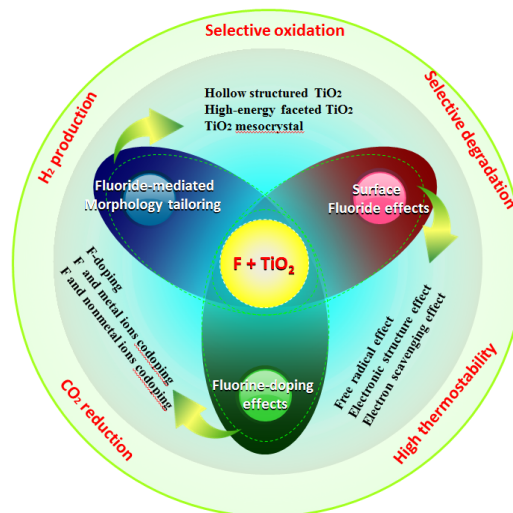 Selective oxidation
Hollow structured TiO₂
High-energy faceted TiO₂
TiO₂ mesocrystal
H₂ production
Selective degradation
Fluoride-mediated
Morphology tailoring
Surface
Fluoride effects
F + TiO₂
F-doping
F and metal ions codoping
F and nonmetal ions codoping
Free radical effect
Electronic structure effect
Electron scavenging effect
Fluorine-doping
effects
CO₂ reduction
High thermostability